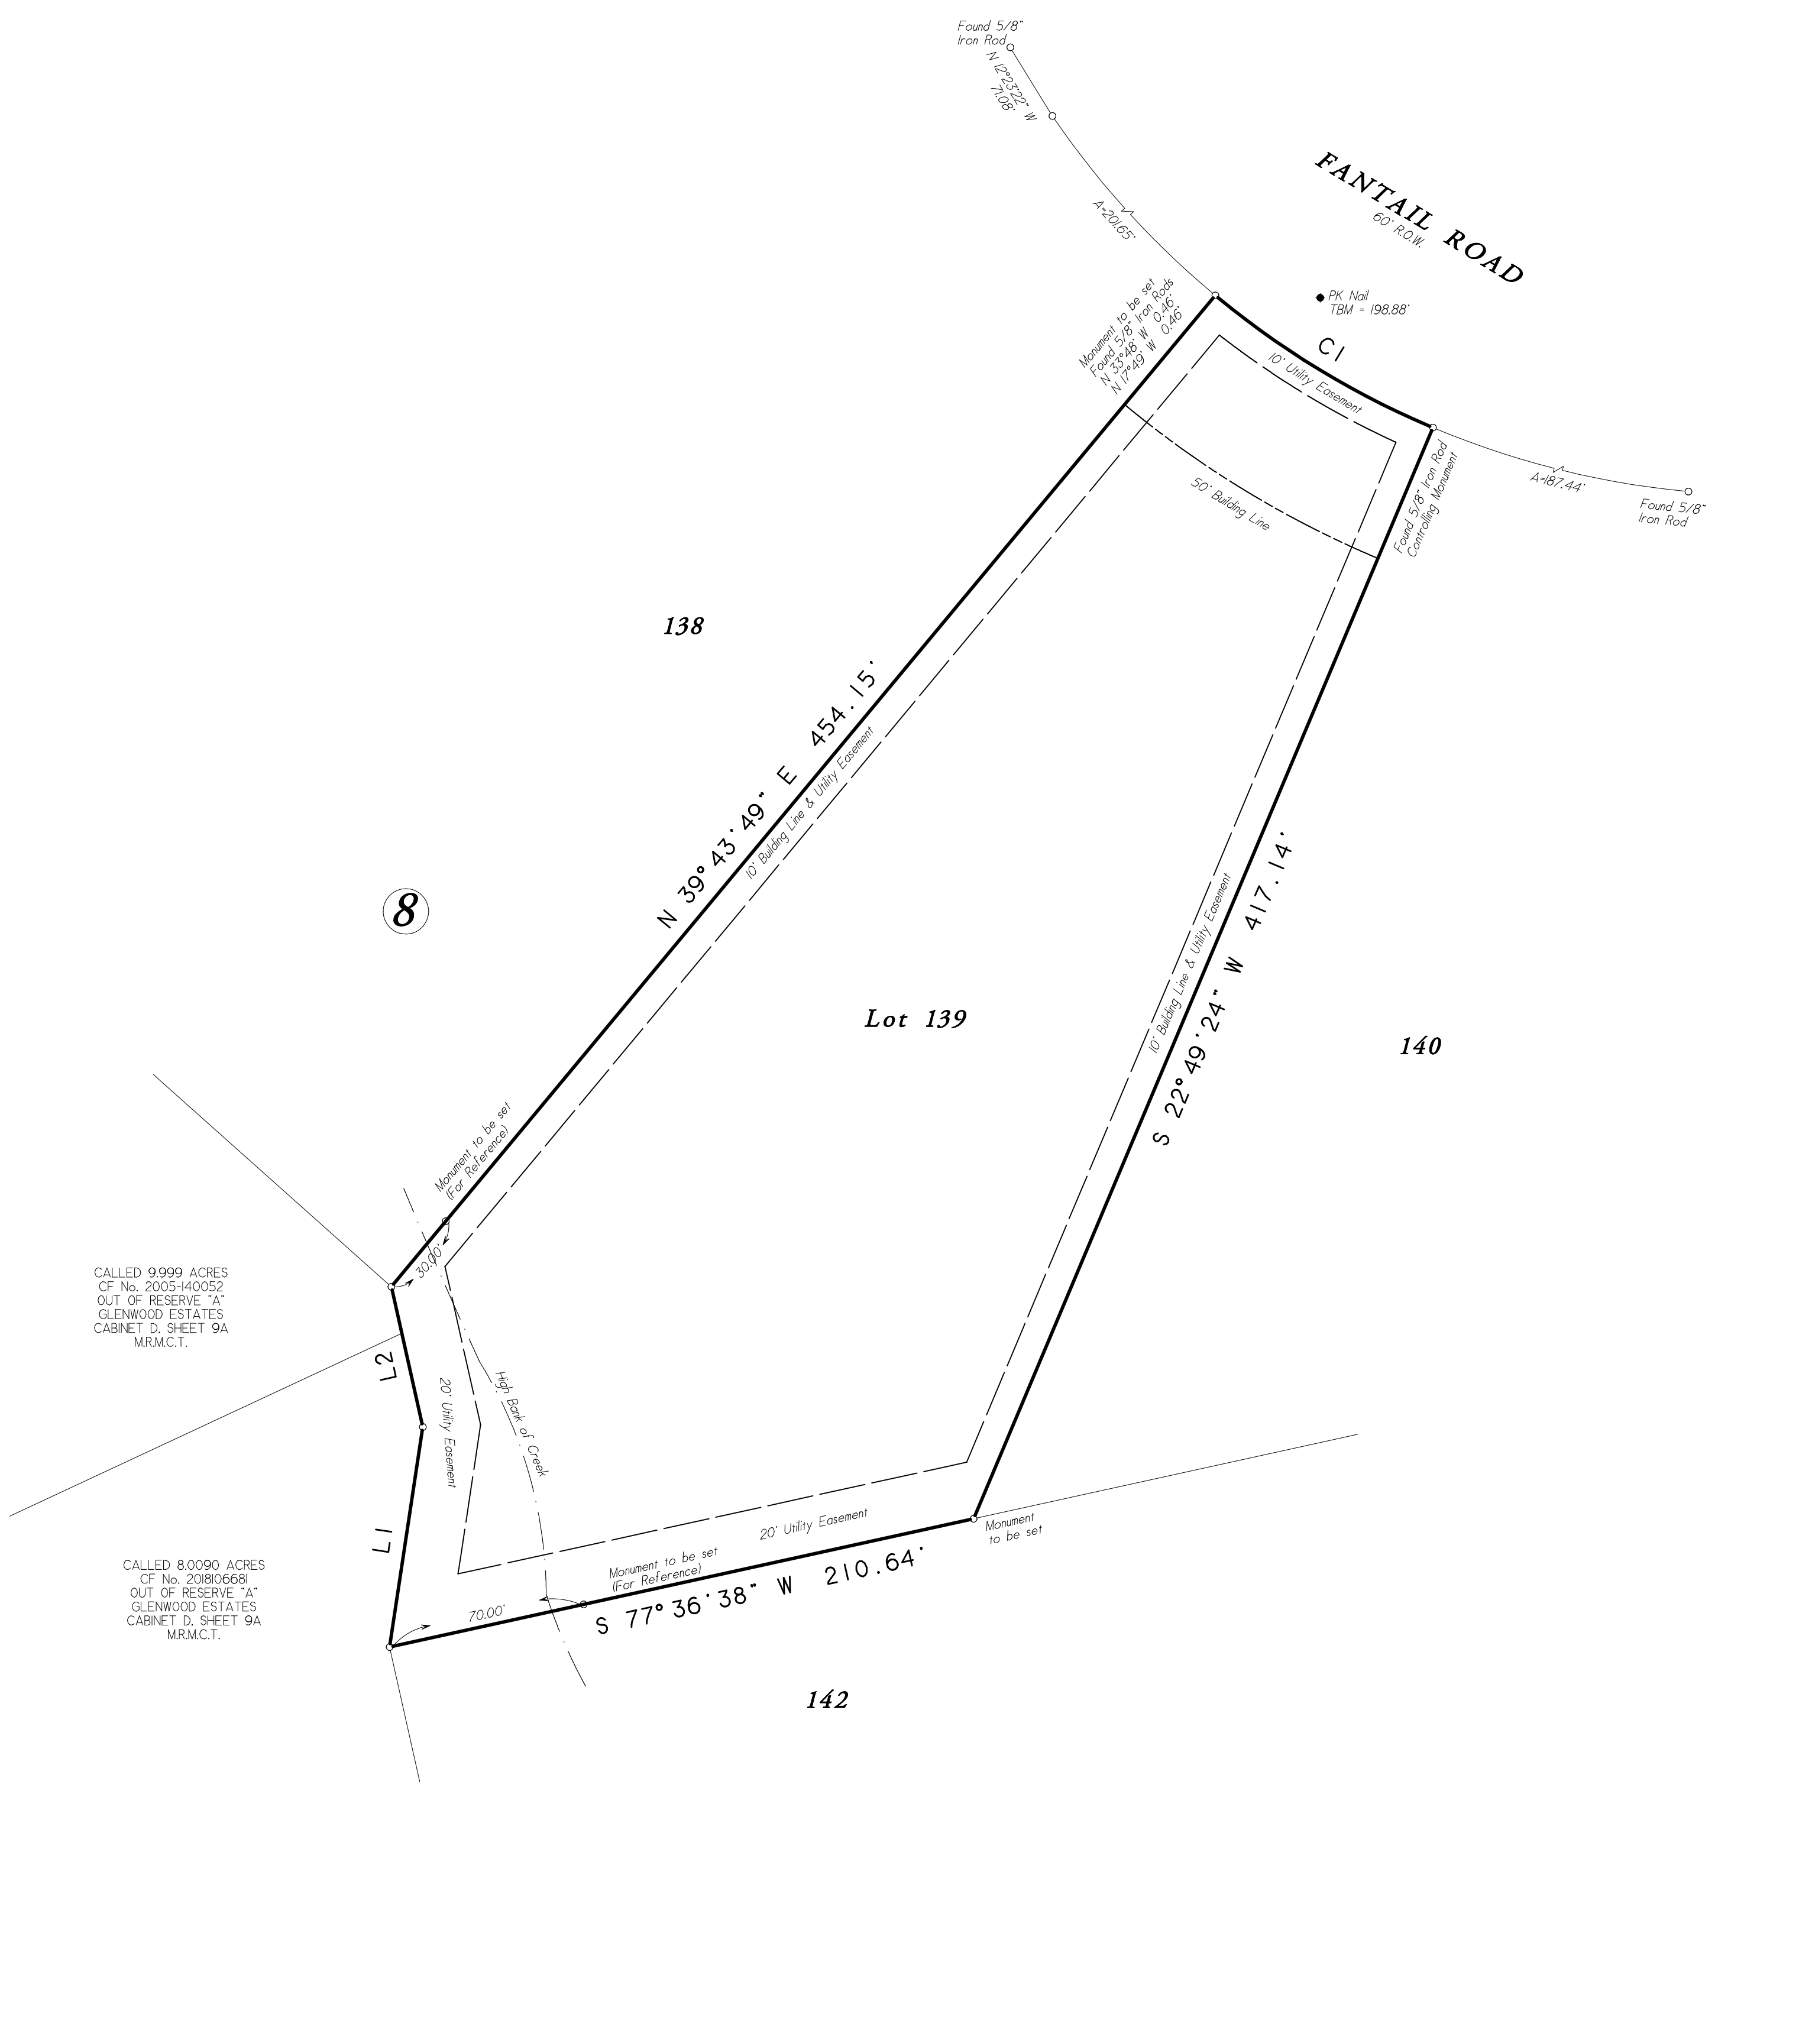 Found 5/8"
Iron Rod
N 12°23'22" W
71.08'
FANTAIL ROAD
60' R.O.W.
A=201.65'
PK Nail
TBM = 198.88'
Monument to be set
Found 5/8" Iron Rods
N 33°48' W 0.46'
N 17°49' W 0.46'
C1
10' Utility Easement
50' Building Line
Found 5/8" Iron Rod
Controlling Monument
A=187.44'
Found 5/8"
Iron Rod
138
N 39°43'49" E 454.15'
10' Building Line & Utility Easement
8
Lot 139
10' Building Line & Utility Easement
S 22°49'24" W 417.14'
140
Monument to be set
(For Reference)
30.00'
CALLED 9.999 ACRES
CF No. 2005-140052
OUT OF RESERVE "A"
GLENWOOD ESTATES
CABINET D, SHEET 9A
M.R.M.C.T.
L2
20' Utility Easement
High Bank of Creek
L1
CALLED 8.0090 ACRES
CF No. 2018106681
OUT OF RESERVE "A"
GLENWOOD ESTATES
CABINET D, SHEET 9A
M.R.M.C.T.
20' Utility Easement
Monument
to be set
Monument to be set
(For Reference)
70.00'
S 77°36'38" W 210.64'
142